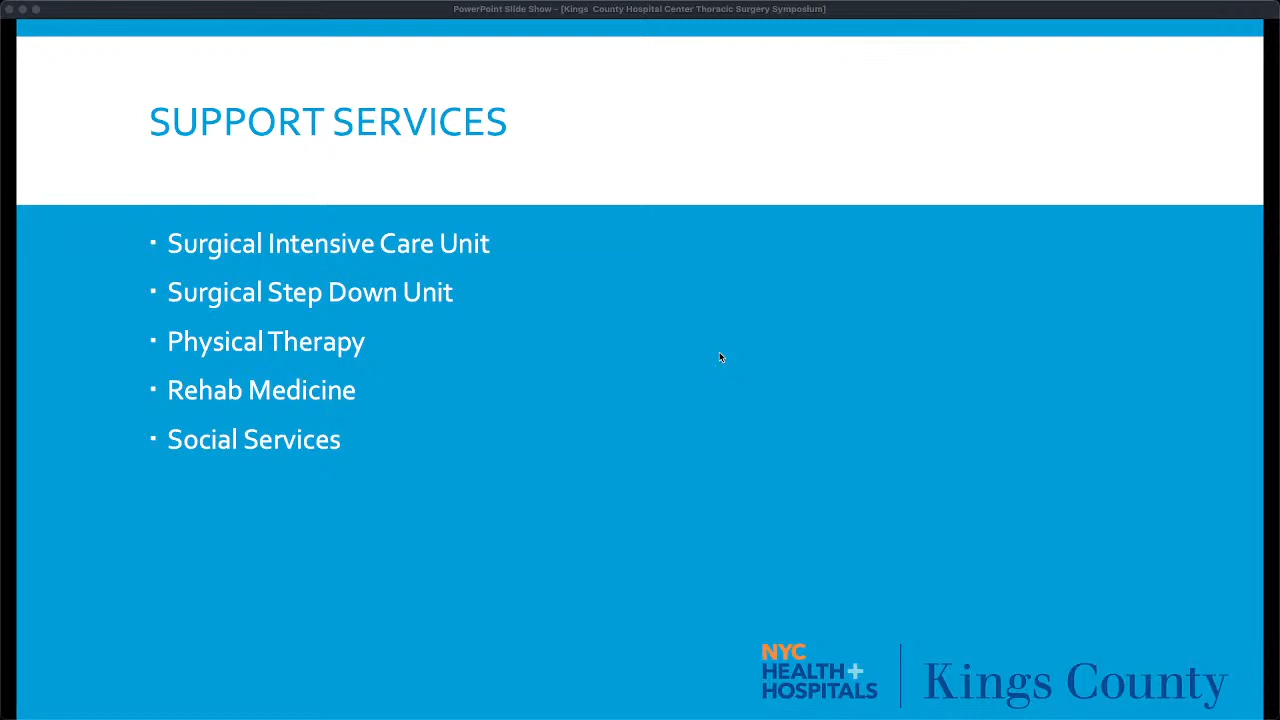 PowerPoint Slide Show - [Kings County Hospital Center Thoracic Surgery Symposium]
SUPPORT SERVICES
▪ Surgical Intensive Care Unit
▪ Surgical Step Down Unit
▪ Physical Therapy
▪ Rehab Medicine
▪ Social Services
NYC
HEALTH+
HOSPITALS
Kings County